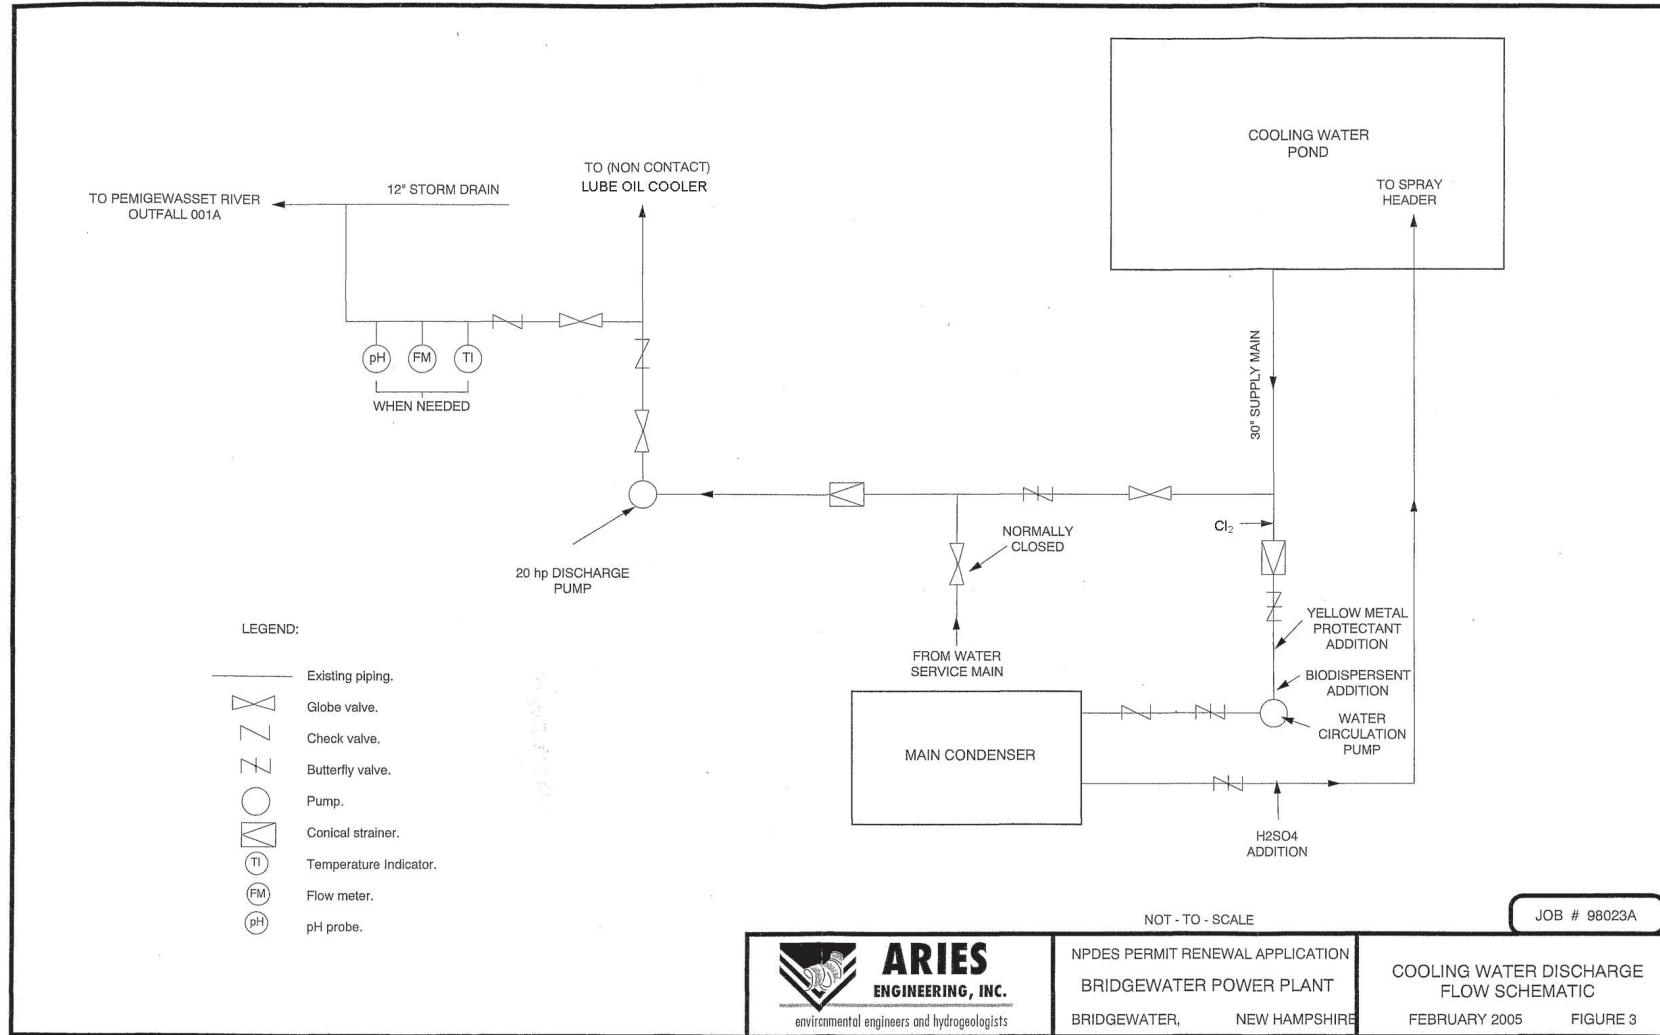 COOLING WATER
POND
TO SPRAY
HEADER
TO (NON CONTACT)
LUBE OIL COOLER
12" STORM DRAIN
TO PEMIGEWASSET RIVER
OUTFALL 001A
pH
FM
TI
WHEN NEEDED
30" SUPPLY MAIN
Cl₂
NORMALLY
CLOSED
20 hp DISCHARGE
PUMP
YELLOW METAL
PROTECTANT
ADDITION
FROM WATER
SERVICE MAIN
BIODISPERSENT
ADDITION
WATER
CIRCULATION
PUMP
MAIN CONDENSER
H2SO4
ADDITION
LEGEND:
Existing piping.
Globe valve.
Check valve.
Butterfly valve.
Pump.
Conical strainer.
TI
Temperature Indicator.
FM
Flow meter.
pH
pH probe.
NOT - TO - SCALE
JOB # 98023A
ARIES
ENGINEERING, INC.
environmental engineers and hydrogeologists
NPDES PERMIT RENEWAL APPLICATION
BRIDGEWATER POWER PLANT
BRIDGEWATER, NEW HAMPSHIRE
COOLING WATER DISCHARGE
FLOW SCHEMATIC
FEBRUARY 2005 FIGURE 3